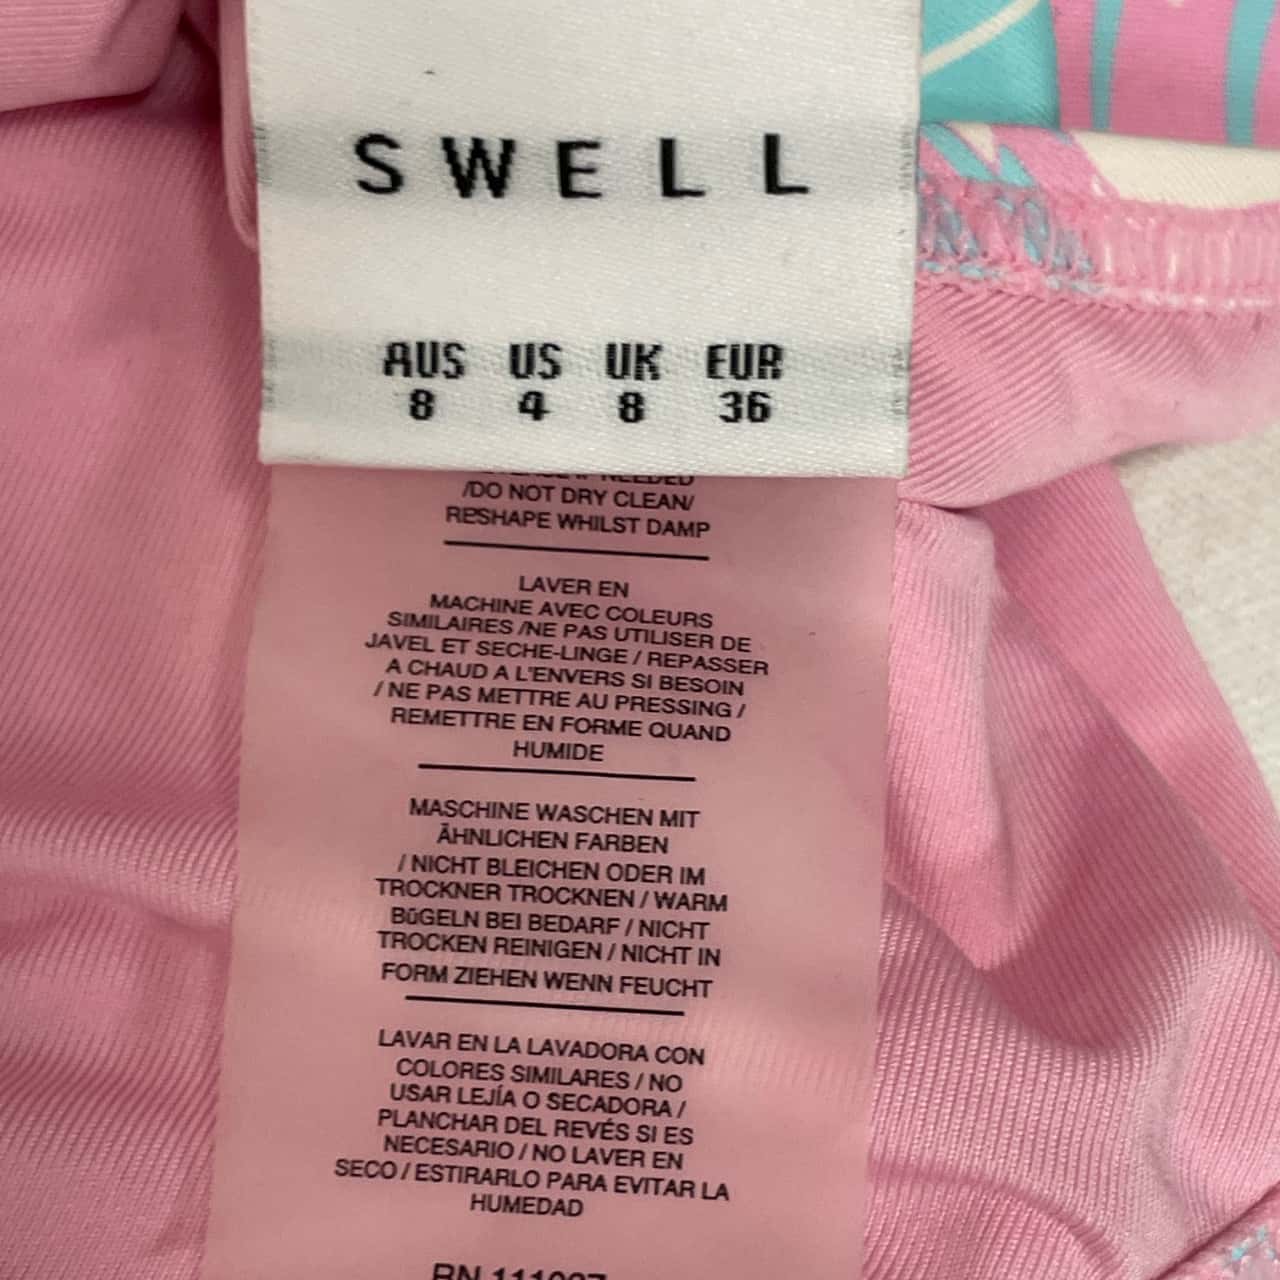 SWELL
AUS US UK EUR
8 4 8 36
IF NEEDED
/DO NOT DRY CLEAN/
RESHAPE WHILST DAMP
LAVER EN
MACHINE AVEC COLEURS
SIMILAIRES /NE PAS UTILISER DE
JAVEL ET SECHE-LINGE / REPASSER
A CHAUD A L'ENVERS SI BESOIN
/ NE PAS METTRE AU PRESSING /
REMETTRE EN FORME QUAND
HUMIDE
MASCHINE WASCHEN MIT
ÄHNLICHEN FARBEN
/ NICHT BLEICHEN ODER IM
TROCKNER TROCKNEN / WARM
BüGELN BEI BEDARF / NICHT
TROCKEN REINIGEN / NICHT IN
FORM ZIEHEN WENN FEUCHT
LAVAR EN LA LAVADORA CON
COLORES SIMILARES / NO
USAR LEJÍA O SECADORA /
PLANCHAR DEL REVÉS SI ES
NECESARIO / NO LAVER EN
SECO / ESTIRARLO PARA EVITAR LA
HUMEDAD
RN 111097